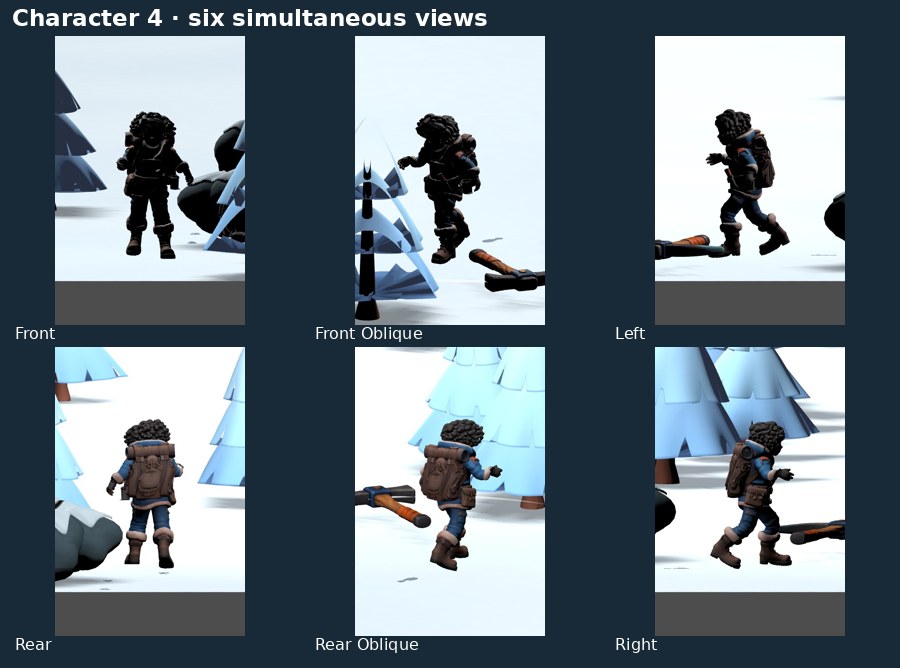 Character 4 · six simultaneous views
Front
Front Oblique
Left
Rear
Rear Oblique
Right